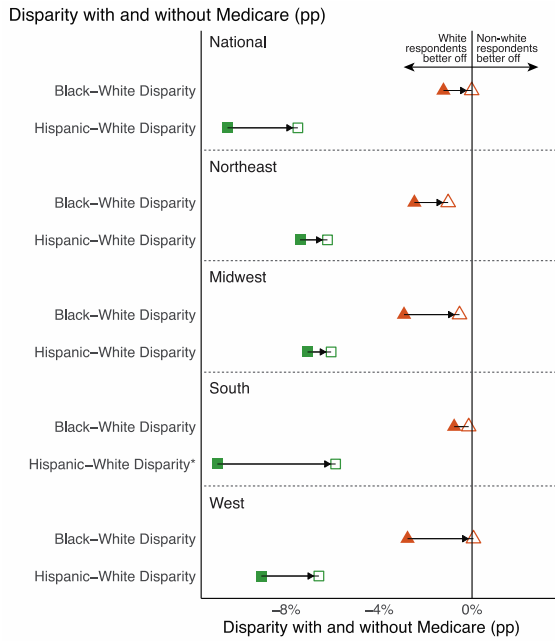 Disparity with and without Medicare (pp)
National
White
respondents
better off
Non-white
respondents
better off
Black–White Disparity
Hispanic–White Disparity
Northeast
Black–White Disparity
Hispanic–White Disparity
Midwest
Black–White Disparity
Hispanic–White Disparity
South
Black–White Disparity
Hispanic–White Disparity*
West
Black–White Disparity
Hispanic–White Disparity
−8% −4% 0%
Disparity with and without Medicare (pp)